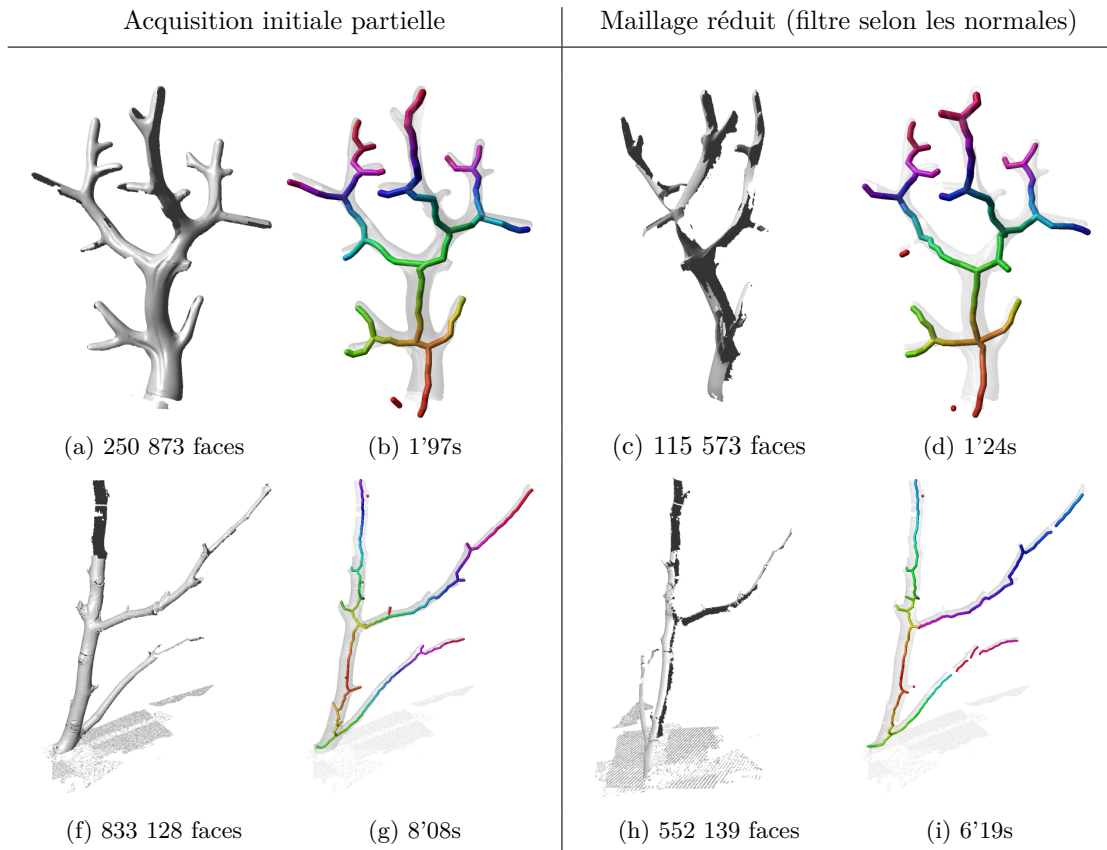 Acquisition initiale partielle
Maillage réduit (filtre selon les normales)
(a) 250 873 faces
(b) 1'97s
(c) 115 573 faces
(d) 1'24s
(f) 833 128 faces
(g) 8'08s
(h) 552 139 faces
(i) 6'19s